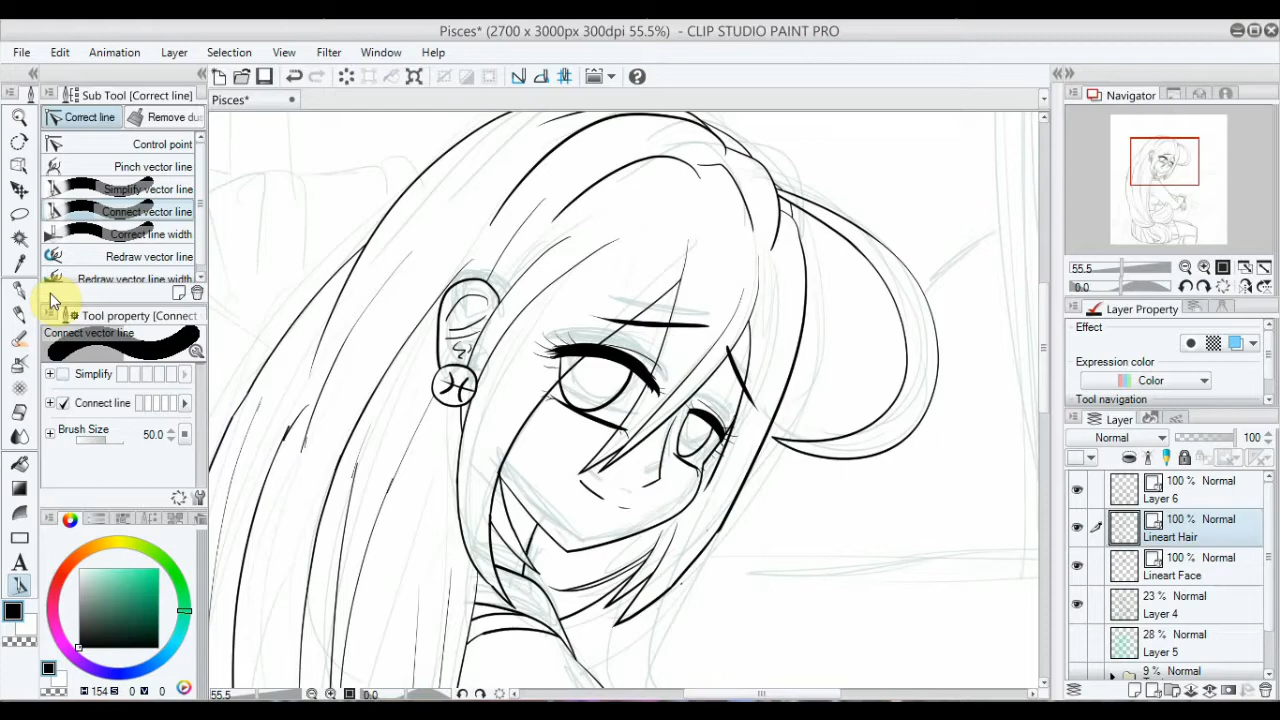 Pisces* (2700 x 3000px 300dpi 55.5%) - CLIP STUDIO PAINT PRO
File Edit Animation Layer Selection View Filter Window Help
Sub Tool [Correct line]
Correct line Remove dus
Control point
Pinch vector line
Simplify vector line
Connect vector line
Correct line width
Redraw vector line
Redraw vector line width
Tool property [Connect
Connect vector line
Simplify
Connect line
Brush Size 50.0
H 154 S 0 V 0
Pisces*
55.5 0.0
Navigator
55.5
0.0
Layer Property
Effect
Expression color
Color
Tool navigation
Layer
Normal 100
100 % Normal
Layer 6
100 % Normal
Lineart Hair
100 % Normal
Lineart Face
23 % Normal
Layer 4
28 % Normal
Layer 5
9 % Normal